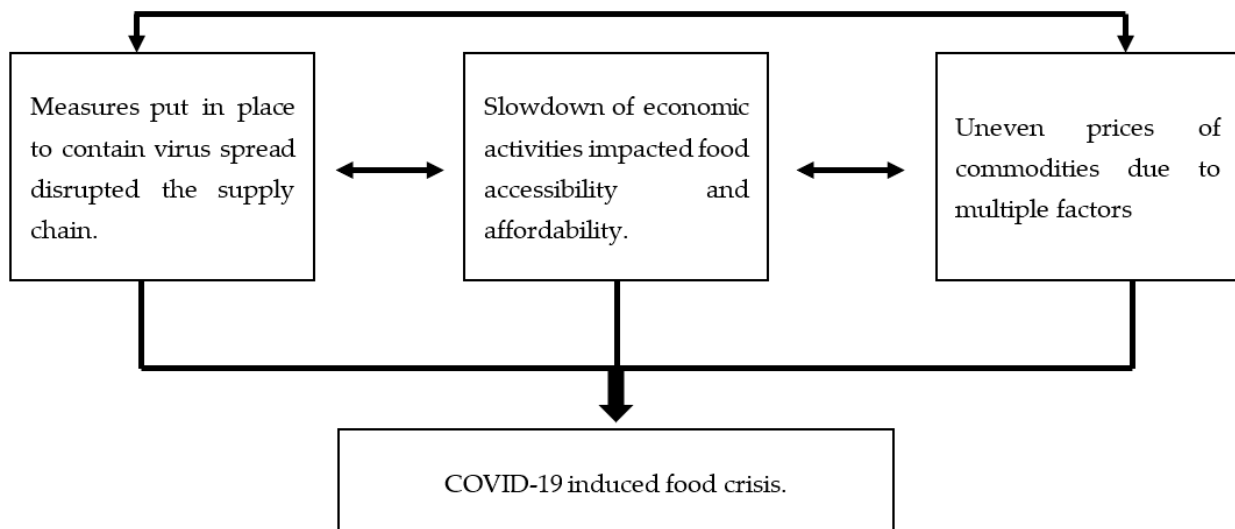 Measures put in place
to contain virus spread
disrupted the supply
chain.
Slowdown of economic
activities impacted food
accessibility and
affordability.
Uneven prices of
commodities due to
multiple factors
COVID-19 induced food crisis.